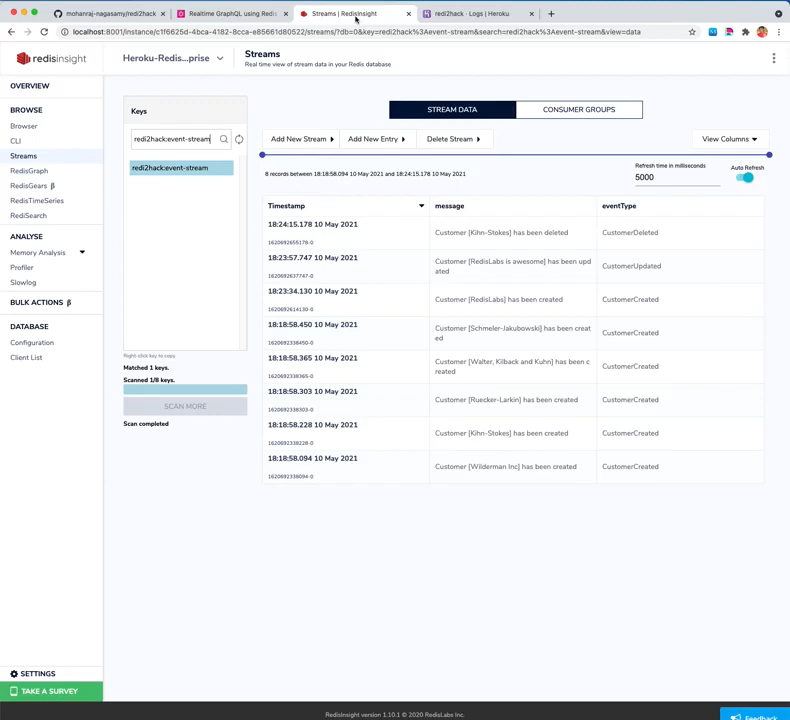 mohanraj-nagasamy/redi2hack
Realtime GraphQL using Redis
Streams | RedisInsight
redi2hack · Logs | Heroku
localhost:8001/instance/c1f6625d-4bca-4182-8cca-e85661d80522/streams/?db=0&key=redi2hack%3Aevent-stream&search=redi2hack%3Aevent-stream&view=data
redisinsight
Heroku-Redis...prise
Streams
Real time view of stream data in your Redis database
OVERVIEW
BROWSE
Browser
CLI
Streams
RedisGraph
RedisGears β
RedisTimeSeries
RediSearch
ANALYSE
Memory Analysis
Profiler
Slowlog
BULK ACTIONS β
DATABASE
Configuration
Client List
SETTINGS
TAKE A SURVEY
Keys
redi2hack:event-stream
redi2hack:event-stream
Right-click key to copy
Matched 1 keys.
Scanned 1/8 keys.
SCAN MORE
Scan completed
STREAM DATA
CONSUMER GROUPS
Add New Stream
Add New Entry
Delete Stream
View Columns
8 records between 18:18:58.094 10 May 2021 and 18:24:15.178 10 May 2021
Refresh time in milliseconds
5000
Auto Refresh
Timestamp
message
eventType
18:24:15.178 10 May 2021
1620692655178-0
Customer [Kihn-Stokes] has been deleted
CustomerDeleted
18:23:57.747 10 May 2021
1620692637747-0
Customer [RedisLabs is awesome] has been upd
ated
CustomerUpdated
18:23:34.130 10 May 2021
1620692614130-0
Customer [RedisLabs] has been created
CustomerCreated
18:18:58.450 10 May 2021
1620692338450-0
Customer [Schmeler-Jakubowski] has been creat
ed
CustomerCreated
18:18:58.365 10 May 2021
1620692338365-0
Customer [Walter, Kilback and Kuhn] has been c
reated
CustomerCreated
18:18:58.303 10 May 2021
1620692338303-0
Customer [Ruecker-Larkin] has been created
CustomerCreated
18:18:58.228 10 May 2021
1620692338228-0
Customer [Kihn-Stokes] has been created
CustomerCreated
18:18:58.094 10 May 2021
1620692338094-0
Customer [Wilderman Inc] has been created
CustomerCreated
RedisInsight version 1.10.1 © 2020 RedisLabs Inc.
Feedback